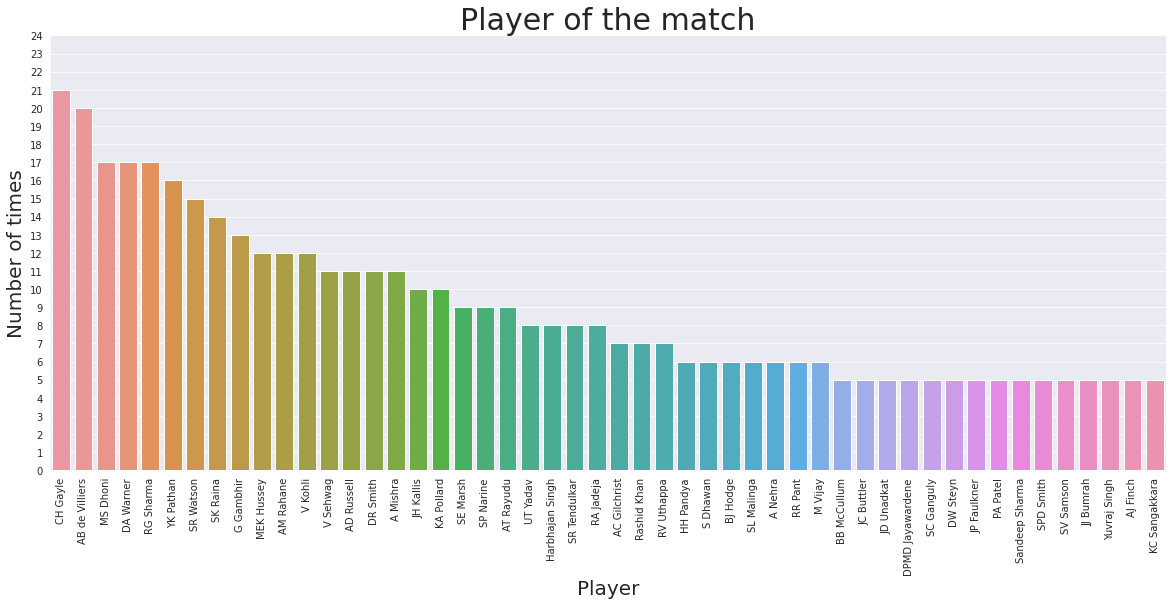 Player of the match
Number of times
24
23
22
21
20
19
18
17
16
15
14
13
12
11
10
9
8
7
6
5
4
3
2
1
0
CH Gayle
AB de Villiers
MS Dhoni
DA Warner
RG Sharma
YK Pathan
SR Watson
SK Raina
G Gambhir
MEK Hussey
AM Rahane
V Kohli
V Sehwag
AD Russell
DR Smith
A Mishra
JH Kallis
KA Pollard
SE Marsh
SP Narine
AT Rayudu
UT Yadav
Harbhajan Singh
SR Tendulkar
RA Jadeja
AC Gilchrist
Rashid Khan
RV Uthappa
HH Pandya
S Dhawan
BJ Hodge
SL Malinga
A Nehra
RR Pant
M Vijay
BB McCullum
JC Buttler
JD Unadkat
DPMD Jayawardene
SC Ganguly
DW Steyn
JP Faulkner
PA Patel
Sandeep Sharma
SPD Smith
SV Samson
JJ Bumrah
Yuvraj Singh
AJ Finch
KC Sangakkara
Player